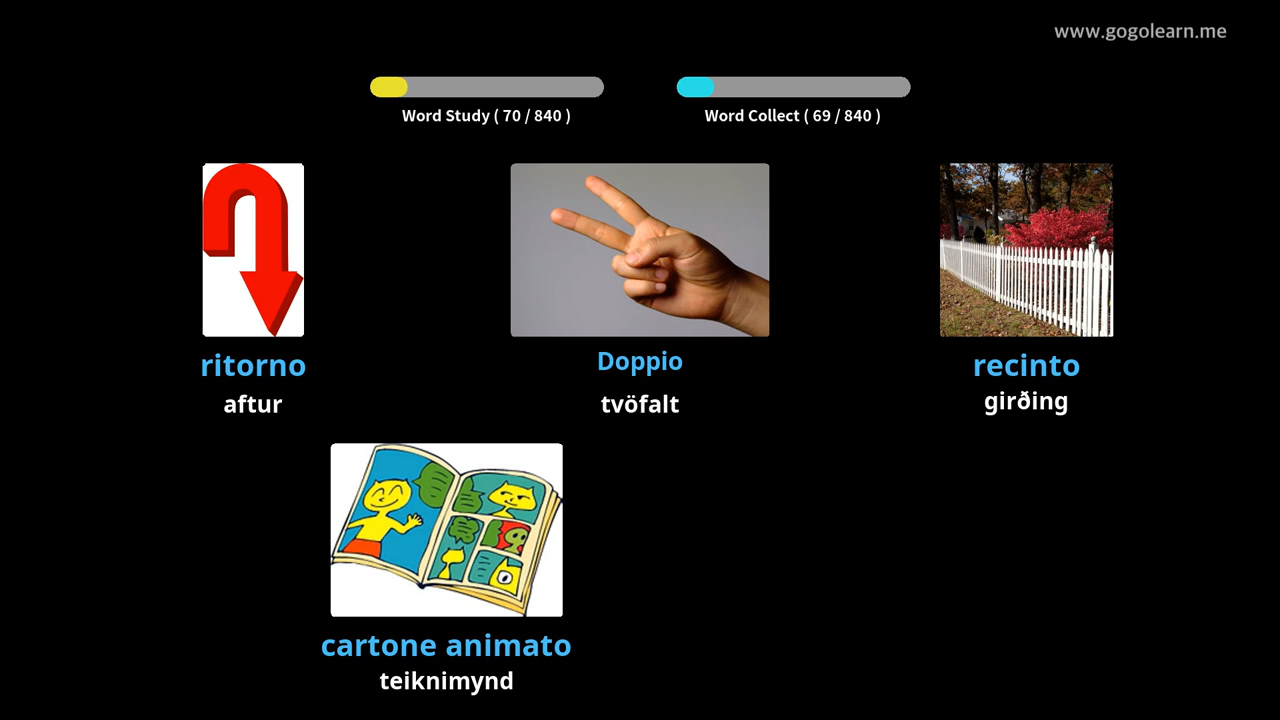 www.gogolearn.me
Word Study ( 70 / 840 )
Word Collect ( 69 / 840 )
ritorno
aftur
Doppio
tvöfalt
recinto
girðing
cartone animato
teiknimynd